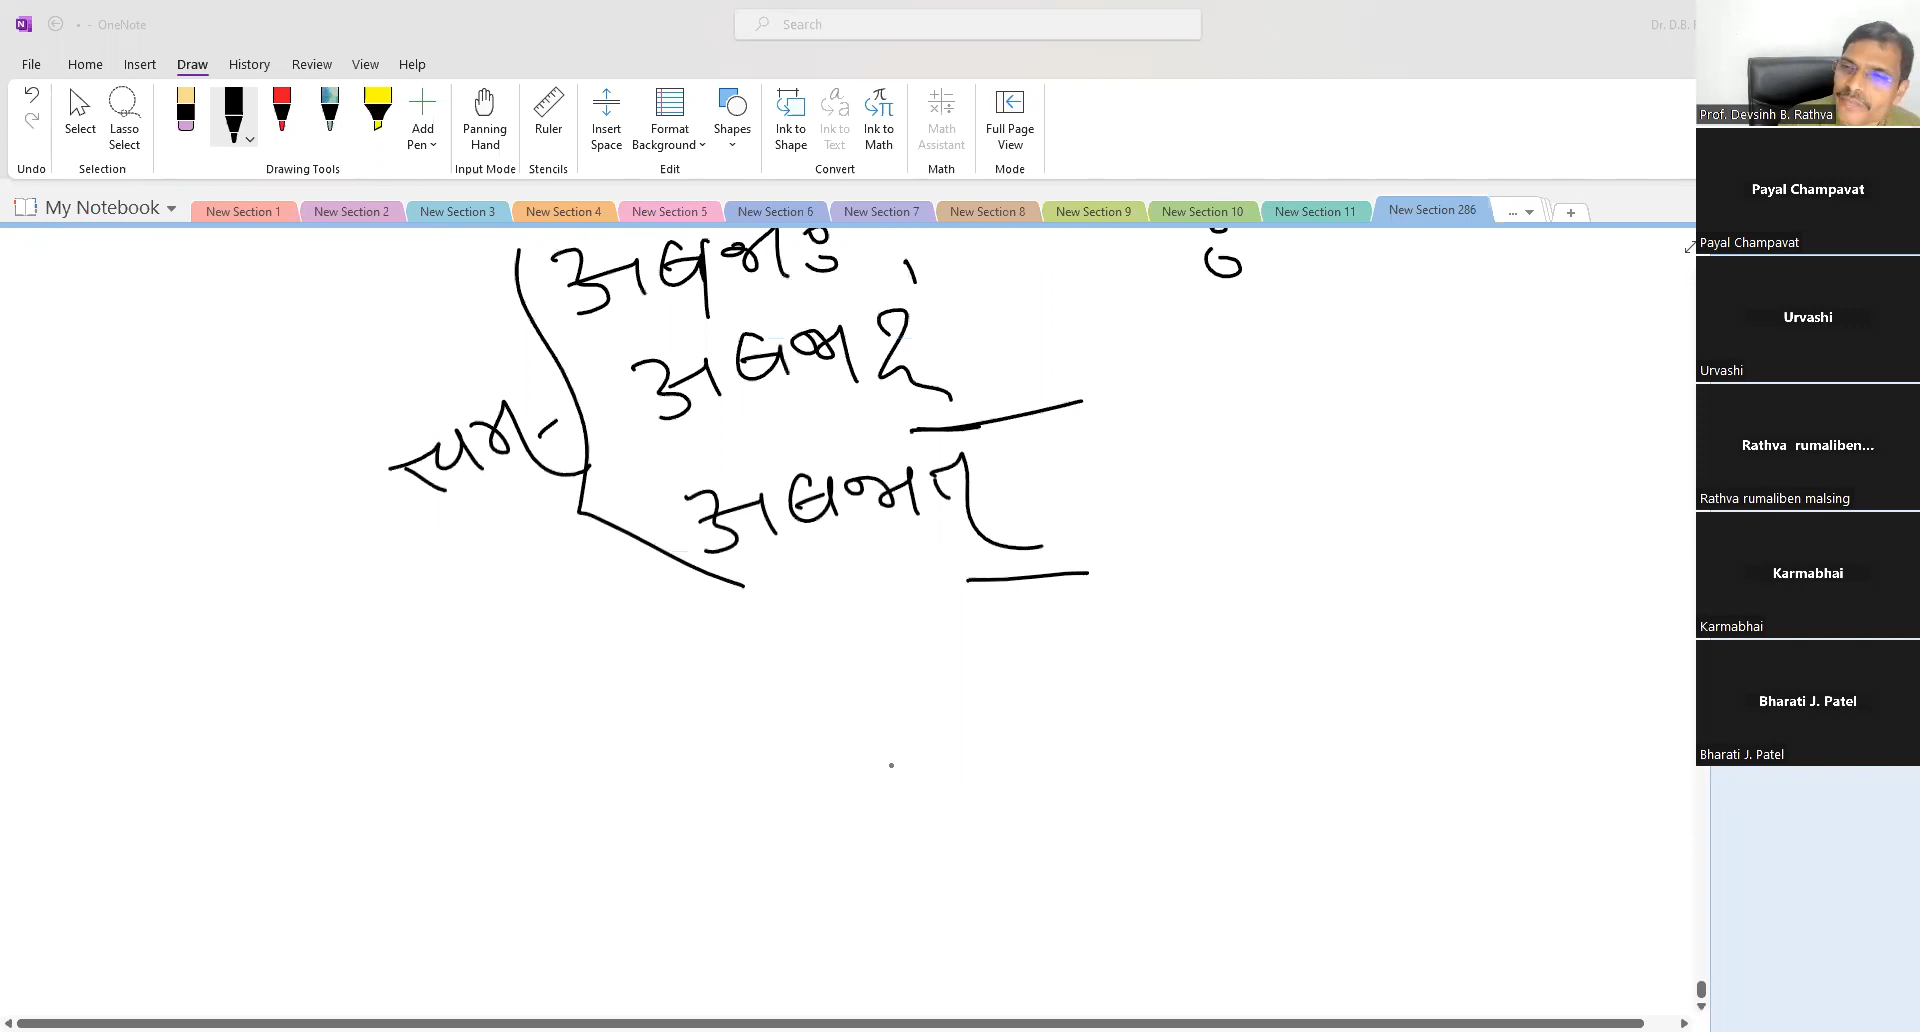 OneNote
Search
Dr. D.B.
File Home Insert Draw History Review View Help
Undo
Select
Lasso Select
Selection
Drawing Tools
Add Pen
Panning Hand
Input Mode
Ruler
Stencils
Insert Space
Format Background
Shapes
Edit
Ink to Shape
Ink to Text
Ink to Math
Convert
Math Assistant
Math
Full Page View
Mode
My Notebook
New Section 1 New Section 2 New Section 3 New Section 4 New Section 5 New Section 6 New Section 7 New Section 8 New Section 9 New Section 10 New Section 11 New Section 286 ...
Prof. Devsinh B. Rathva
Payal Champavat
Payal Champavat
Urvashi
Urvashi
Rathva rumaliben...
Rathva rumaliben malsing
Karmabhai
Karmabhai
Bharati J. Patel
Bharati J. Patel